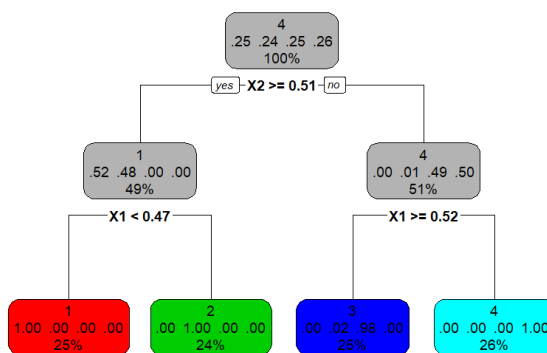 4
.25 .24 .25 .26
100%
yes X2 >= 0.51 no
1
.52 .48 .00 .00
49%
4
.00 .01 .49 .50
51%
X1 < 0.47
X1 >= 0.52
1
1.00 .00 .00 .00
25%
2
.00 1.00 .00 .00
24%
3
.00 .02 .98 .00
25%
4
.00 .00 .00 1.00
26%